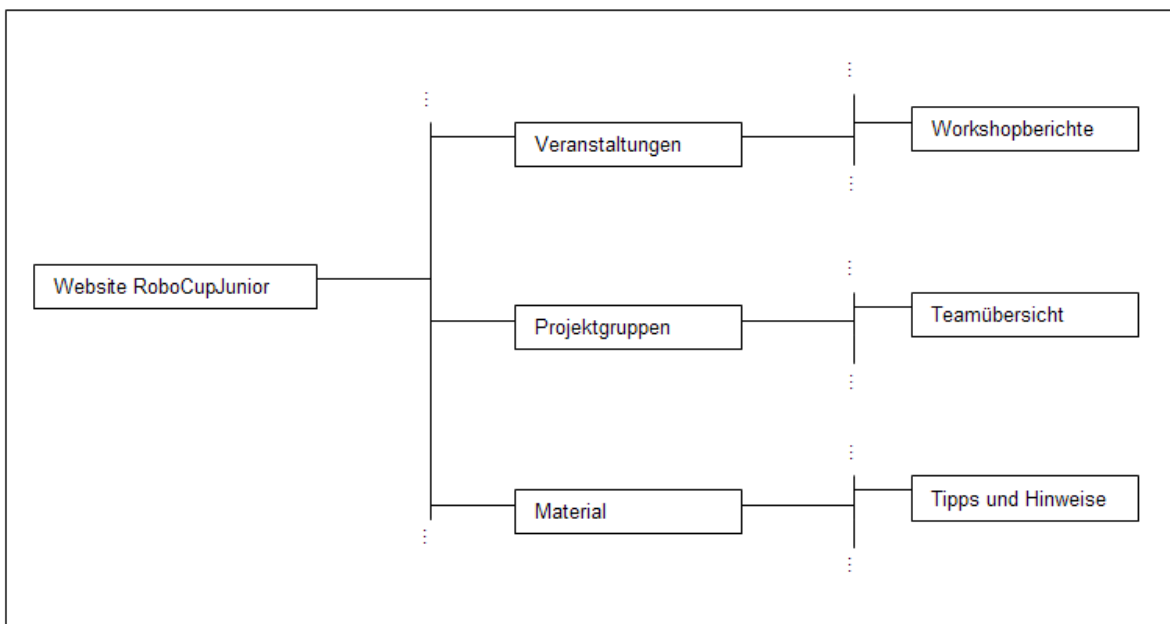 Workshopberichte
Veranstaltungen
Website RoboCupJunior
Teamübersicht
Projektgruppen
Tipps und Hinweise
Material